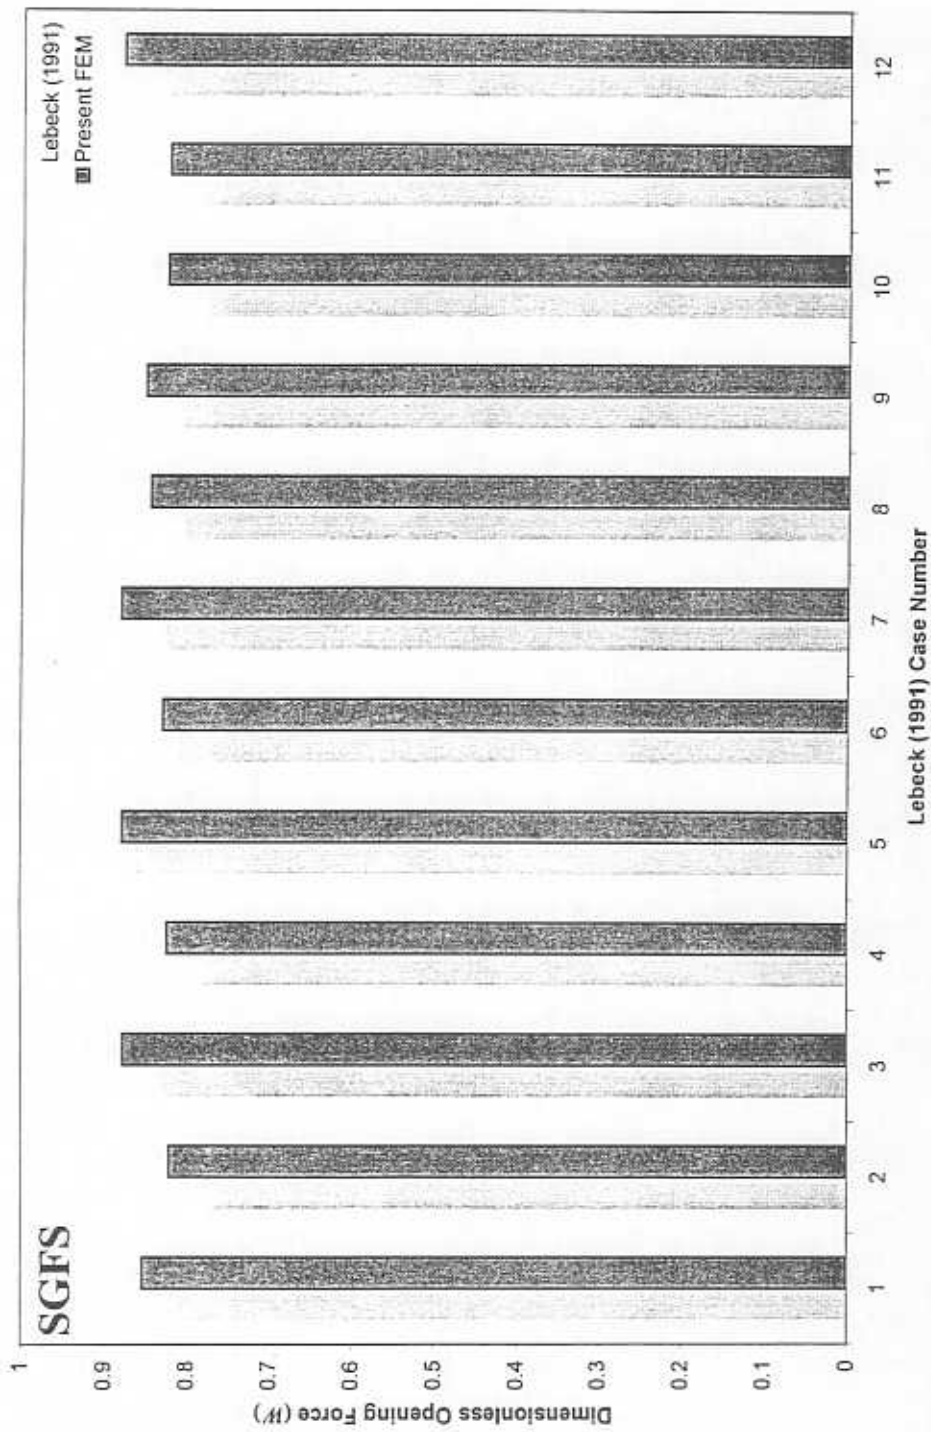 SGFS
Lebeck (1991)
Present FEM
1
0.9
0.8
0.7
0.6
0.5
0.4
0.3
0.2
0.1
0
Dimensionless Opening Force (W)
1 2 3 4 5 6 7 8 9 10 11 12
Lebeck (1991) Case Number